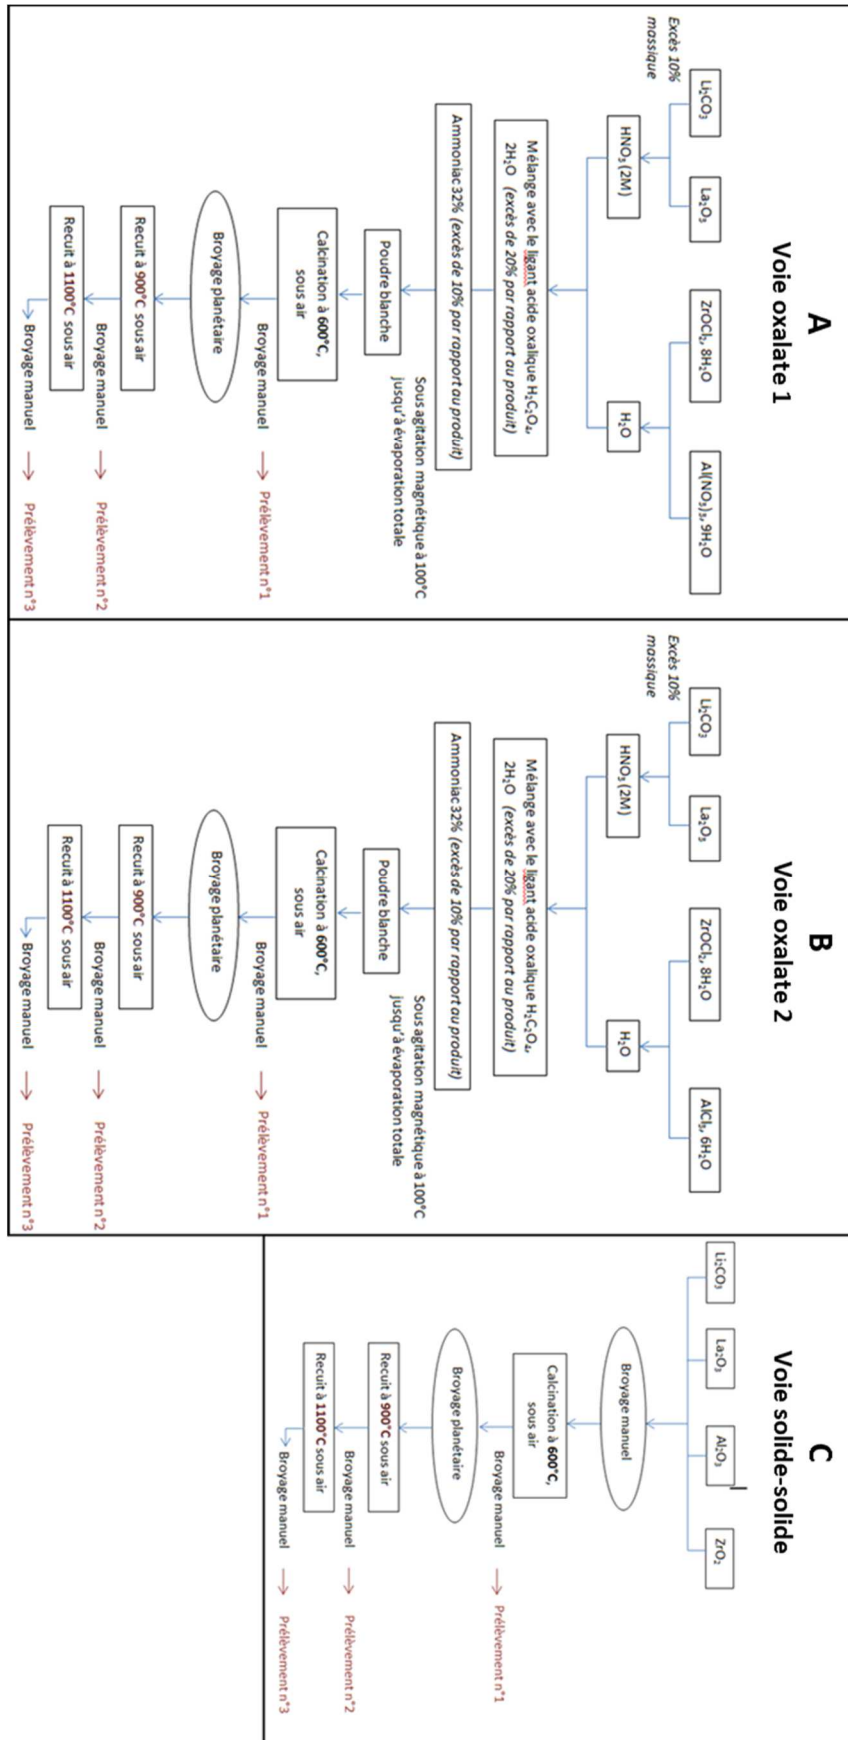 A
Voie oxalate 1
Li₂CO₃
La₂O₃
ZrOCl₂, 8H₂O
Al(NO₃)₃, 9H₂O
Excès 10%
massique
HNO₃ (2M)
H₂O
Mélange avec le ligant acide oxalique H₂C₂O₄,
2H₂O (excès de 20% par rapport au produit)
Ammoniac 32% (excès de 10% par rapport au produit)
Sous agitation magnétique à 100°C
jusqu'à évaporation totale
Poudre blanche
Calcination à 600°C,
sous air
Broyage manuel
Prélèvement n°1
Broyage planétaire
Recuit à 900°C sous air
Broyage manuel
Prélèvement n°2
Recuit à 1100°C sous air
Broyage manuel
Prélèvement n°3
B
Voie oxalate 2
Li₂CO₃
La₂O₃
ZrOCl₂, 8H₂O
AlCl₃, 6H₂O
Excès 10%
massique
HNO₃ (2M)
H₂O
Mélange avec le ligant acide oxalique H₂C₂O₄,
2H₂O (excès de 20% par rapport au produit)
Ammoniac 32% (excès de 10% par rapport au produit)
Sous agitation magnétique à 100°C
jusqu'à évaporation totale
Poudre blanche
Calcination à 600°C,
sous air
Broyage manuel
Prélèvement n°1
Broyage planétaire
Recuit à 900°C sous air
Broyage manuel
Prélèvement n°2
Recuit à 1100°C sous air
Broyage manuel
Prélèvement n°3
C
Voie solide-solide
Li₂CO₃
La₂O₃
Al₂O₃
ZrO₂
Broyage manuel
Calcination à 600°C,
sous air
Broyage manuel
Prélèvement n°1
Broyage planétaire
Recuit à 900°C sous air
Broyage manuel
Prélèvement n°2
Recuit à 1100°C sous air
Broyage manuel
Prélèvement n°3